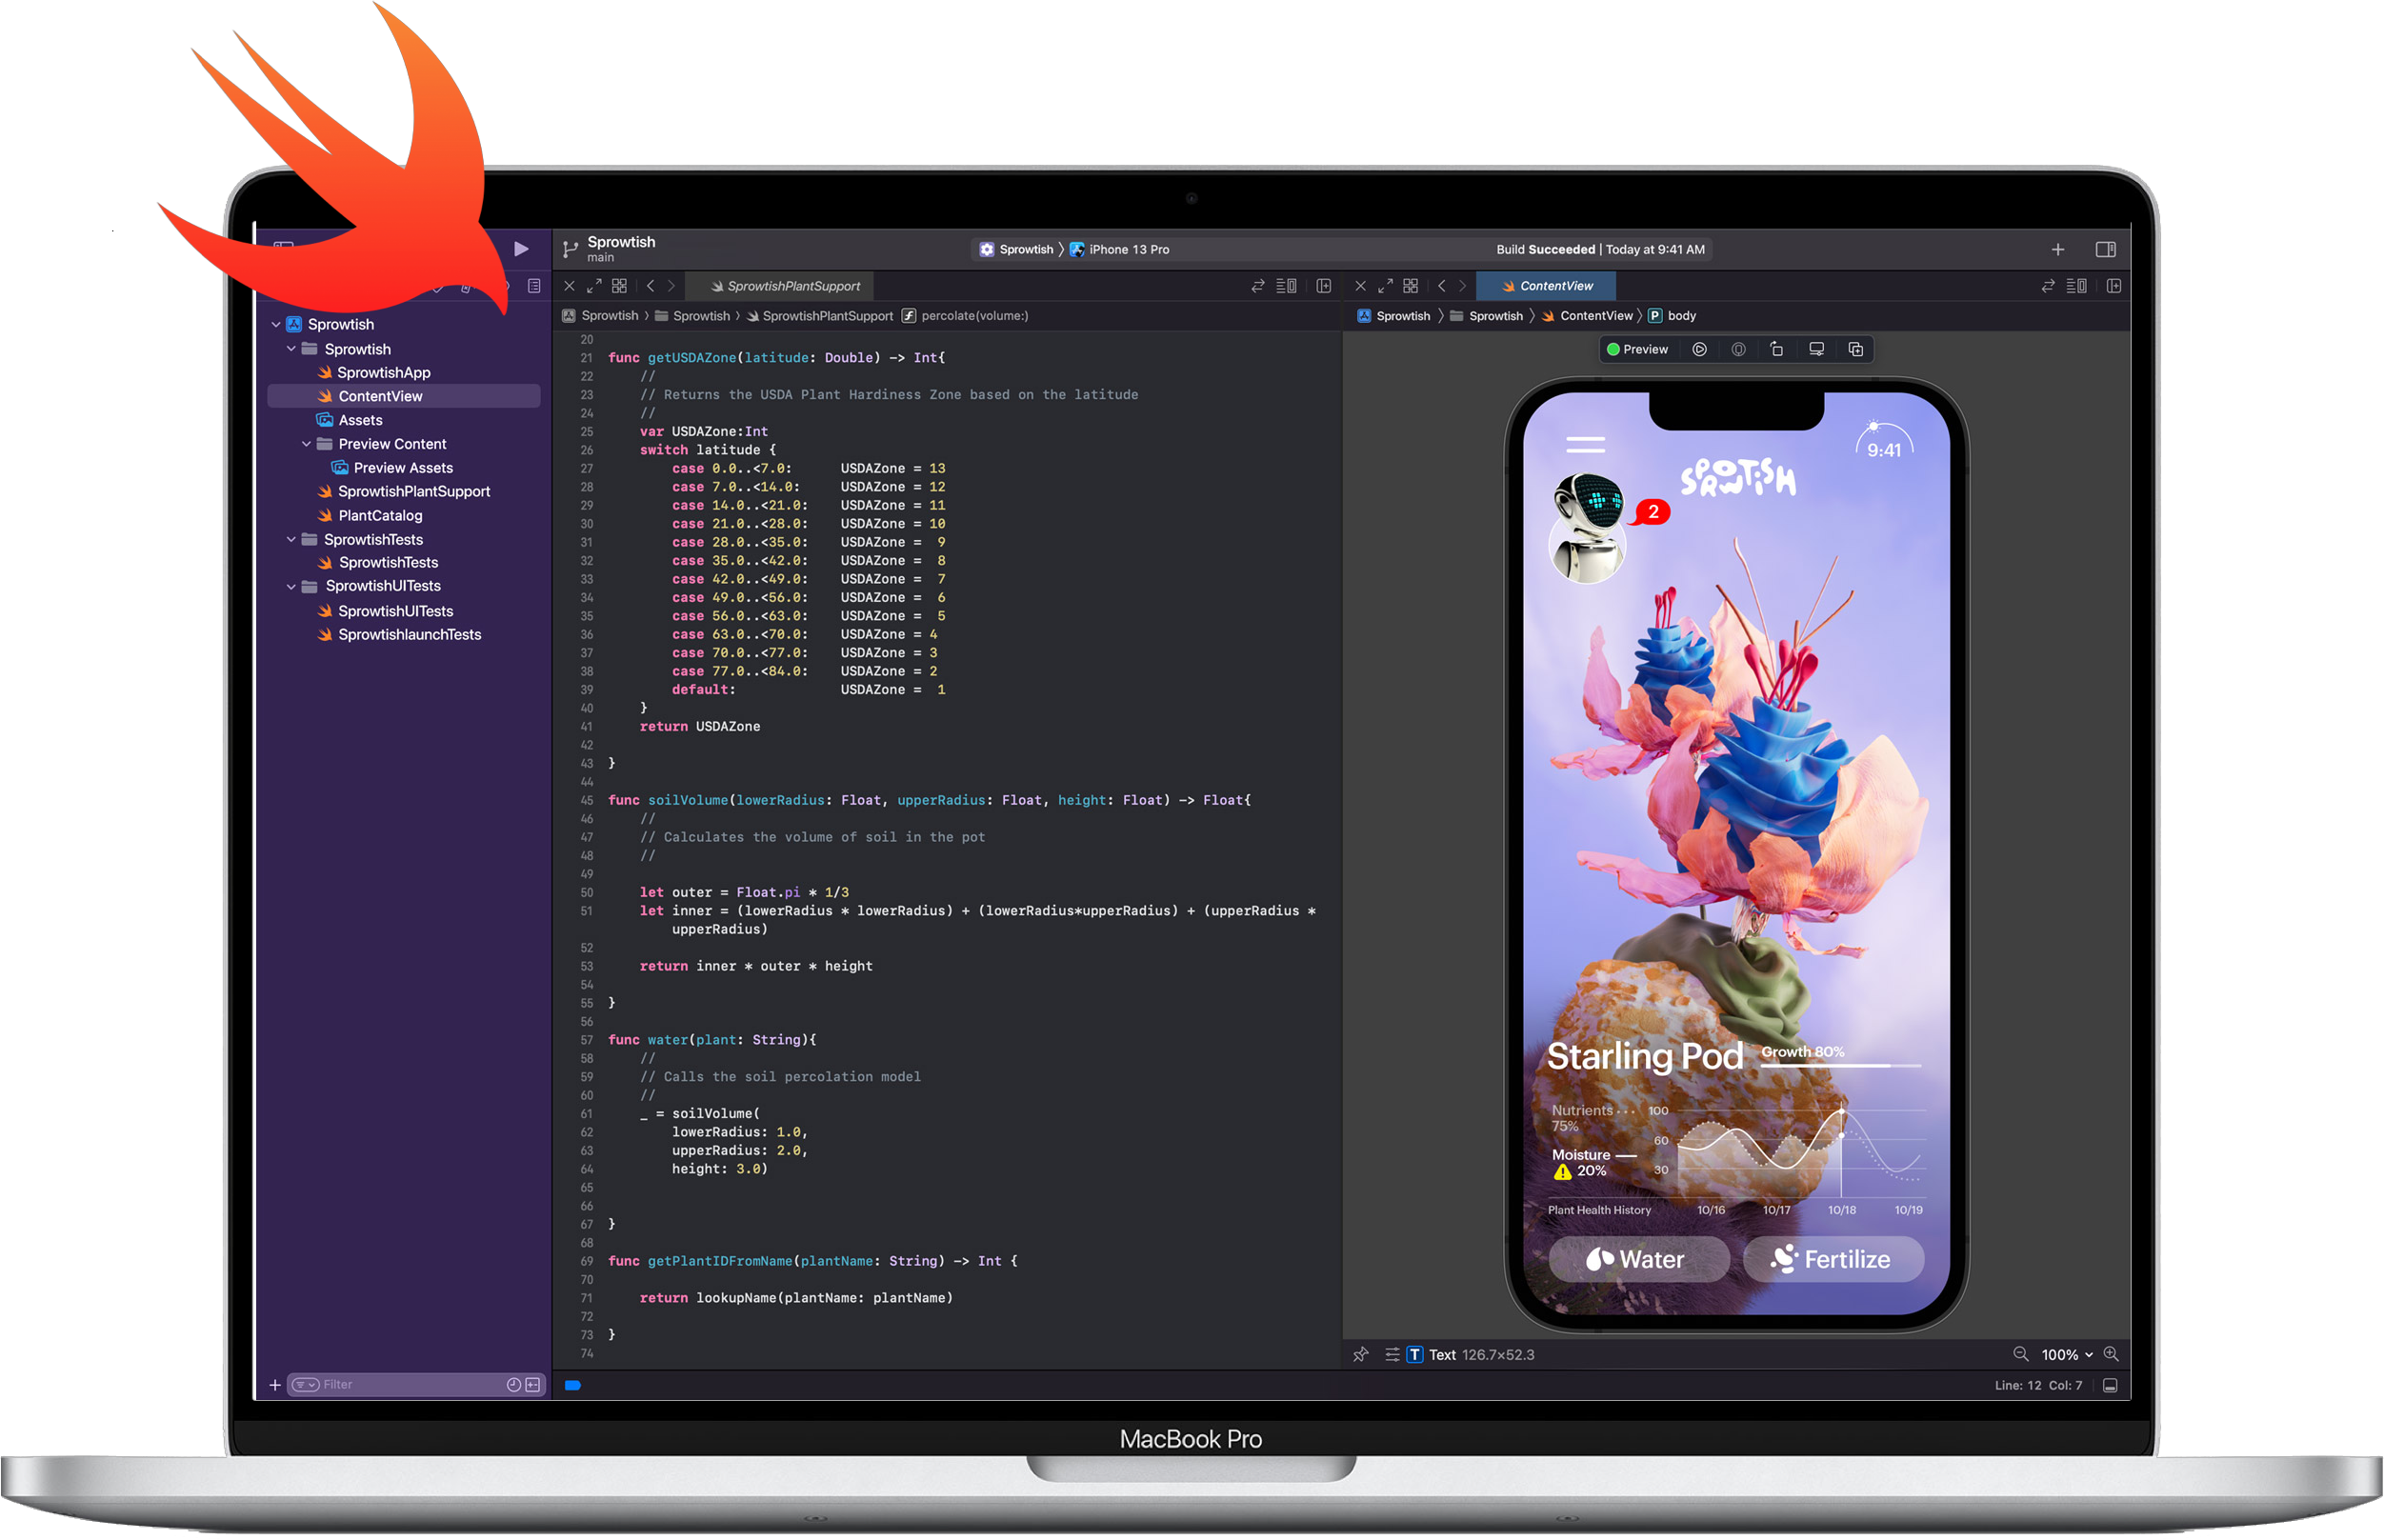 Sprowtish
main
Sprowtish 〉 iPhone 13 Pro
Build Succeeded | Today at 9:41 AM
Sprowtish
Sprowtish
SprowtishApp
ContentView
Assets
Preview Content
Preview Assets
SprowtishPlantSupport
PlantCatalog
SprowtishTests
SprowtishTests
SprowtishUITests
SprowtishUITests
SprowtishlaunchTests
Filter
SprowtishPlantSupport
Sprowtish 〉 Sprowtish 〉 SprowtishPlantSupport f percolate(volume:)
20
21 func getUSDAZone(latitude: Double) -> Int{
22 //
23 // Returns the USDA Plant Hardiness Zone based on the latitude
24 //
25 var USDAZone:Int
26 switch latitude {
27 case 0.0..<7.0: USDAZone = 13
28 case 7.0..<14.0: USDAZone = 12
29 case 14.0..<21.0: USDAZone = 11
30 case 21.0..<28.0: USDAZone = 10
31 case 28.0..<35.0: USDAZone = 9
32 case 35.0..<42.0: USDAZone = 8
33 case 42.0..<49.0: USDAZone = 7
34 case 49.0..<56.0: USDAZone = 6
35 case 56.0..<63.0: USDAZone = 5
36 case 63.0..<70.0: USDAZone = 4
37 case 70.0..<77.0: USDAZone = 3
38 case 77.0..<84.0: USDAZone = 2
39 default: USDAZone = 1
40 }
41 return USDAZone
42
43 }
44
45 func soilVolume(lowerRadius: Float, upperRadius: Float, height: Float) -> Float{
46 //
47 // Calculates the volume of soil in the pot
48 //
49
50 let outer = Float.pi * 1/3
51 let inner = (lowerRadius * lowerRadius) + (lowerRadius*upperRadius) + (upperRadius *
upperRadius)
52
53 return inner * outer * height
54
55 }
56
57 func water(plant: String){
58 //
59 // Calls the soil percolation model
60 //
61 _ = soilVolume(
62 lowerRadius: 1.0,
63 upperRadius: 2.0,
64 height: 3.0)
65
66
67 }
68
69 func getPlantIDFromName(plantName: String) -> Int {
70
71 return lookupName(plantName: plantName)
72
73 }
74
ContentView
Sprowtish 〉 Sprowtish 〉 ContentView 〉 P body
Preview
9:41
SPROWTiSH
2
Starling Pod
Growth 80%
Nutrients
75%
Moisture
20%
100
60
30
Plant Health History 10/16 10/17 10/18 10/19
Water
Fertilize
T Text 126.7×52.3
100%
Line: 12 Col: 7
MacBook Pro